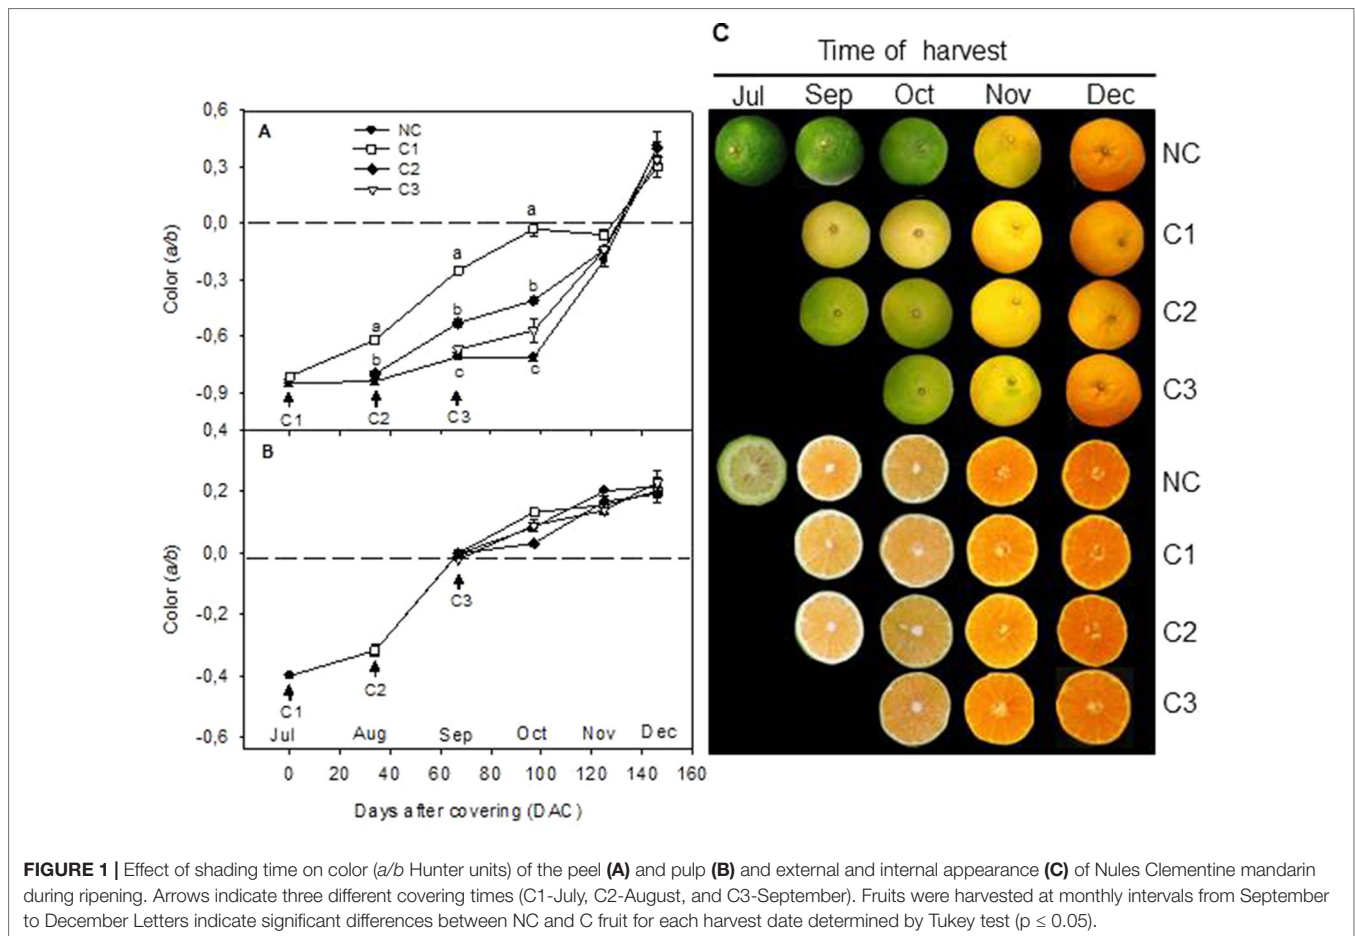 C
Time of harvest
Jul Sep Oct Nov Dec
NC
C1
C2
C3
NC
C1
C2
C3
0,6
0,3
0,0
-0,3
-0,6
-0,9
Color (a/b)
A
NC
C1
C2
C3
a
a
a
b
b
b
c
c
C1
C2
C3
0,4
0,2
0,0
-0,2
-0,4
-0,6
Color (a/b)
B
C1
C2
C3
Jul Aug Sep Oct Nov Dec
0 20 40 60 80 100 120 140 160
Days after covering (DAC)
FIGURE 1 | Effect of shading time on color (a/b Hunter units) of the peel (A) and pulp (B) and external and internal appearance (C) of Nules Clementine mandarin
during ripening. Arrows indicate three different covering times (C1-July, C2-August, and C3-September). Fruits were harvested at monthly intervals from September
to December Letters indicate significant differences between NC and C fruit for each harvest date determined by Tukey test (p ≤ 0.05).